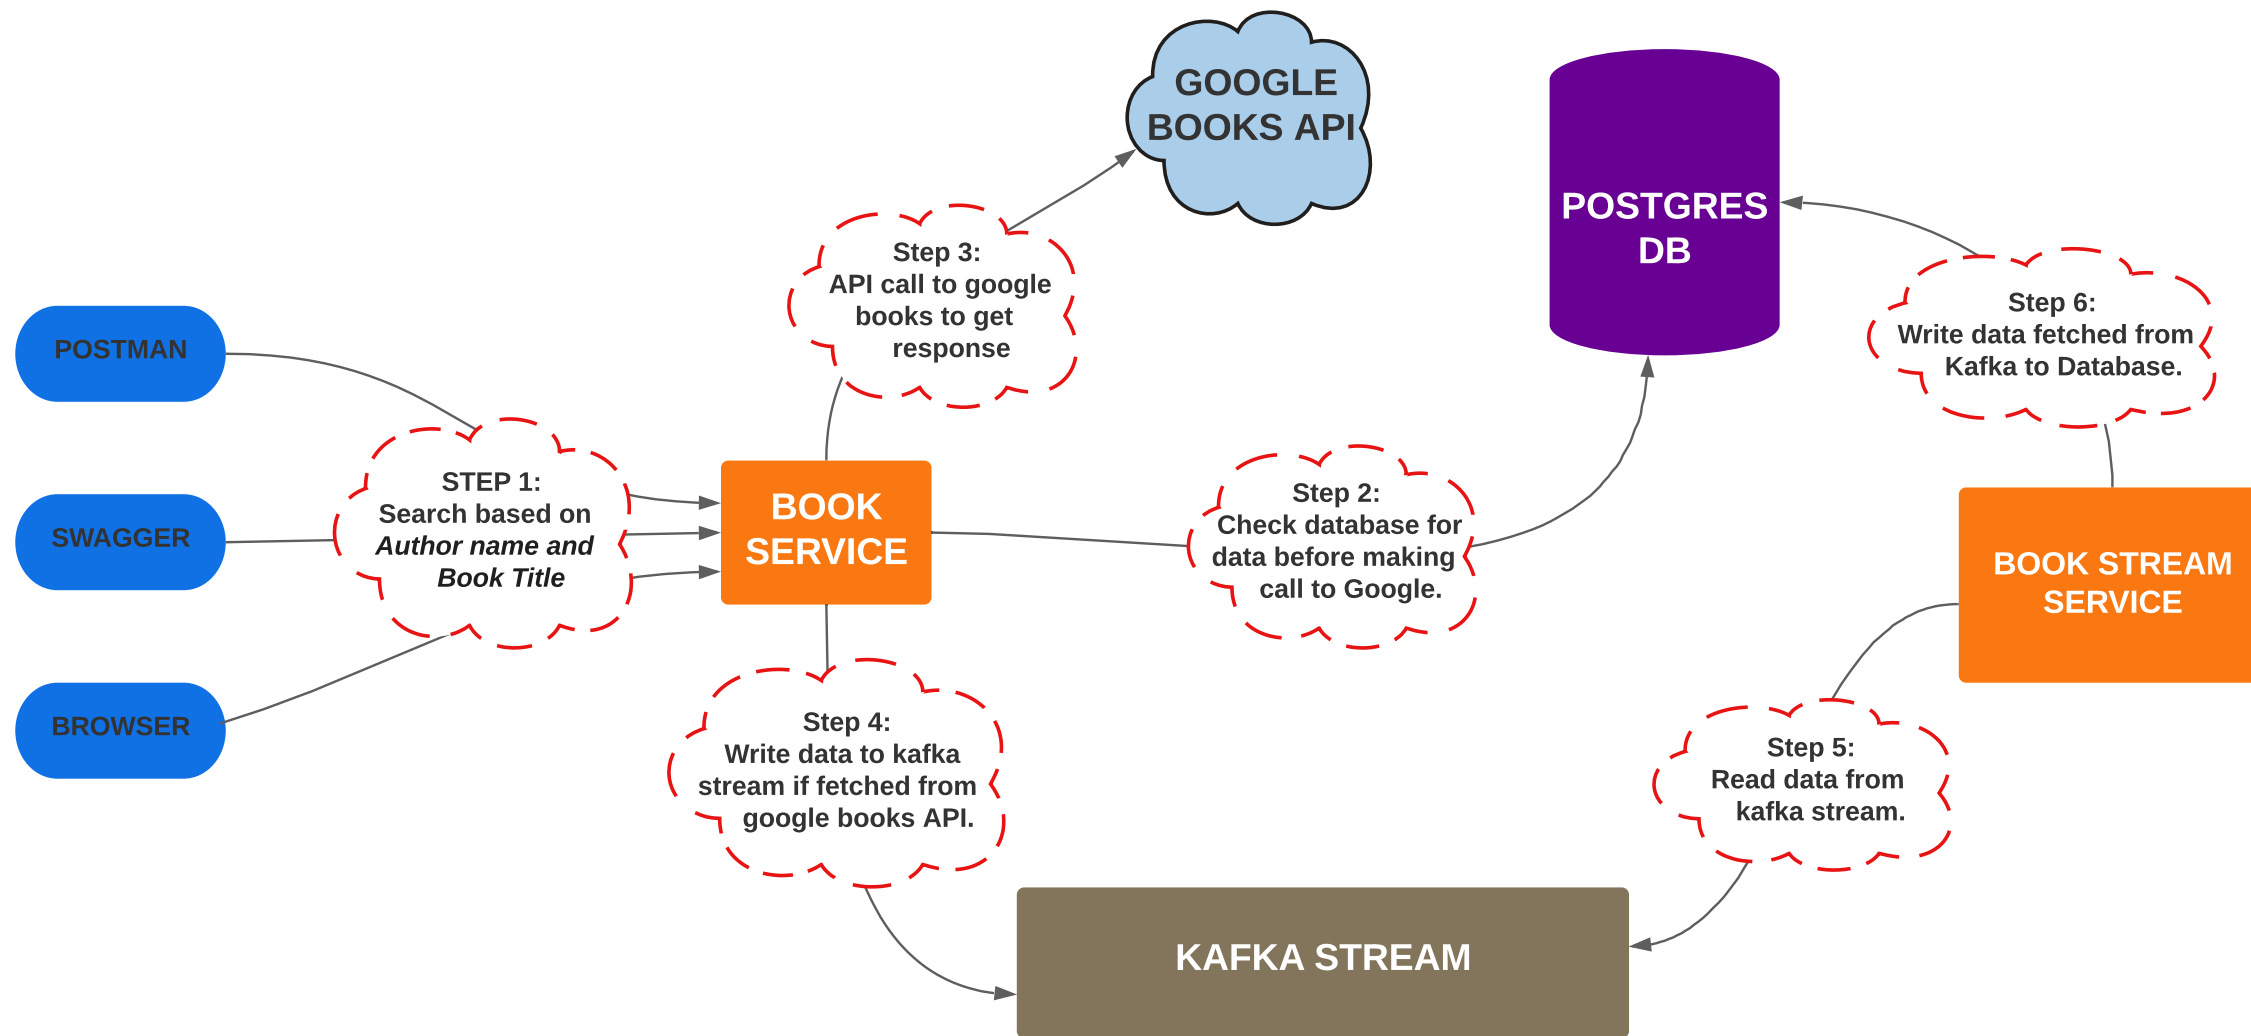 GOOGLE
BOOKS API
POSTGRES
DB
Step 3:
API call to google
books to get
response
Step 6:
Write data fetched from
Kafka to Database.
POSTMAN
STEP 1:
Search based on
Author name and
Book Title
SWAGGER
BOOK
SERVICE
Step 2:
Check database for
data before making
call to Google.
BOOK STREAM
SERVICE
BROWSER
Step 4:
Write data to kafka
stream if fetched from
google books API.
Step 5:
Read data from
kafka stream.
KAFKA STREAM